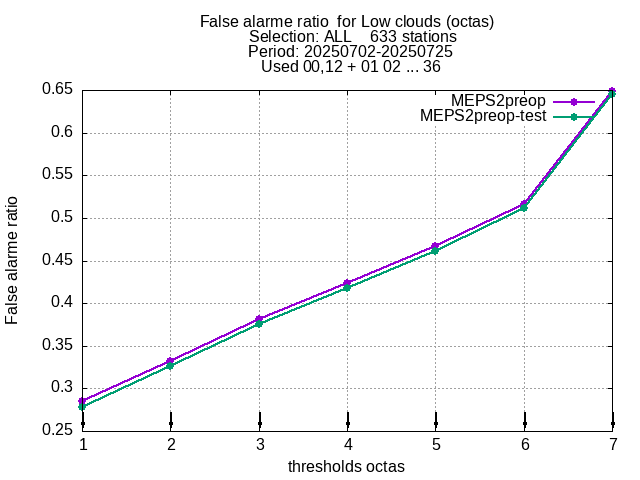 False alarme ratio  for Low clouds (octas)
Selection: ALL    633 stations
Period: 20250702-20250725
Used 00,12 + 01 02 ... 36
MEPS2preop
MEPS2preop-test
False alarme ratio
0.65
0.6
0.55
0.5
0.45
0.4
0.35
0.3
0.25
1 2 3 4 5 6 7
thresholds octas